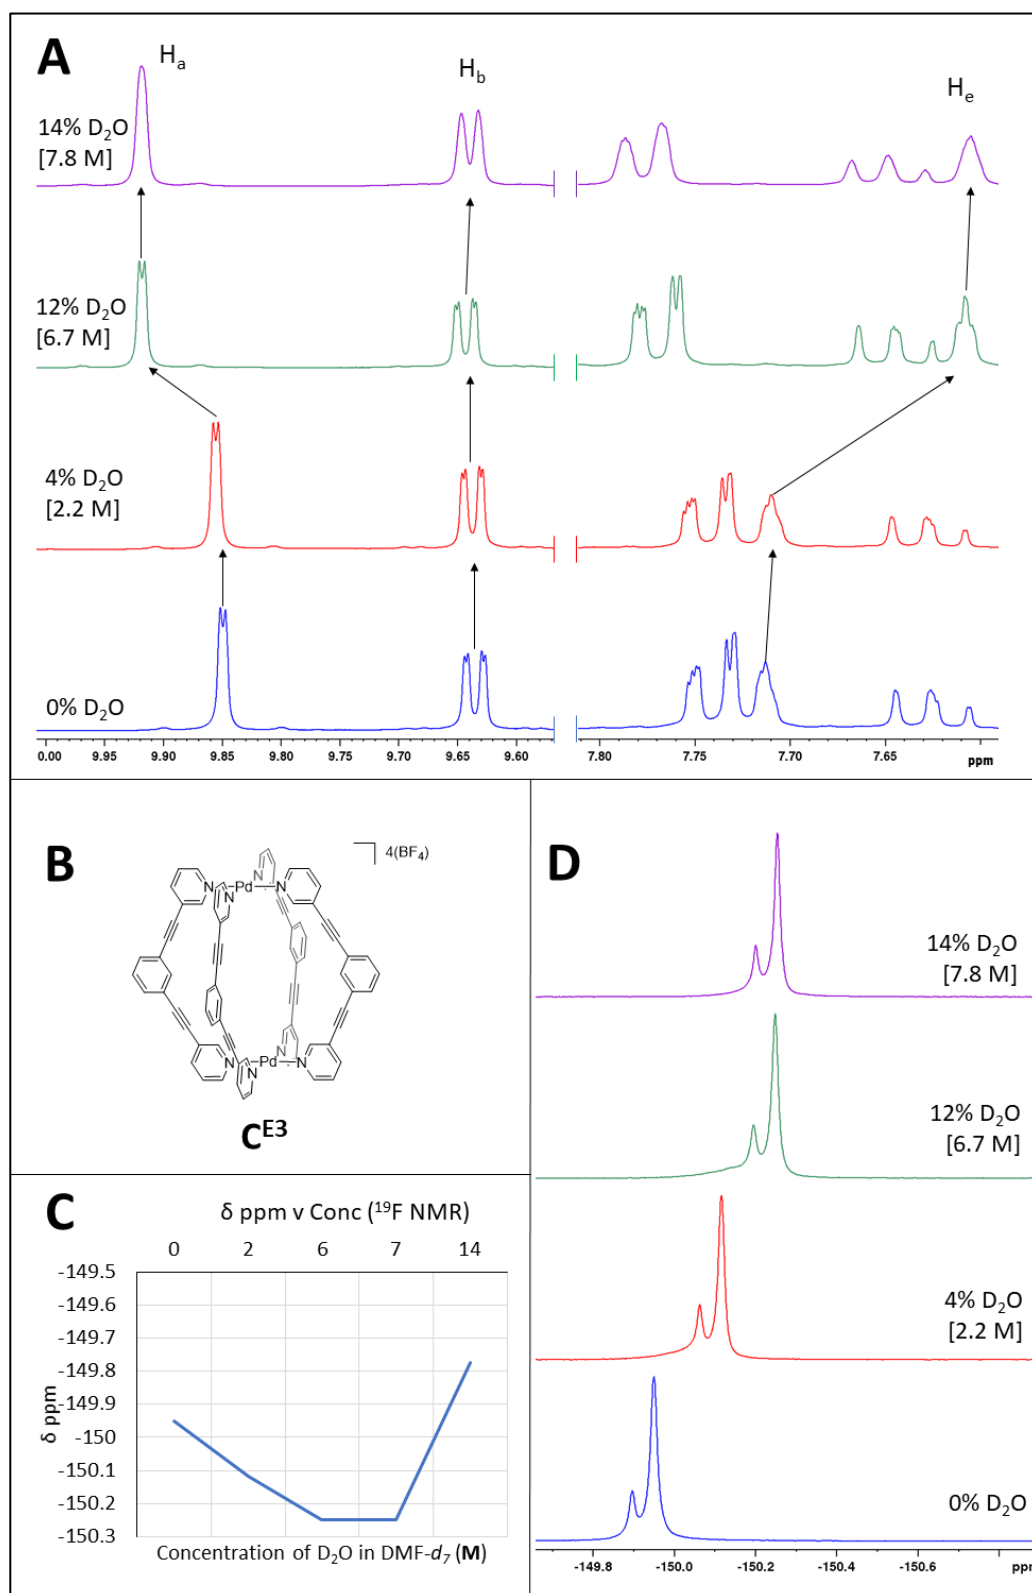 A
Hₐ
H_b
H_e
14% D₂O
[7.8 M]
12% D₂O
[6.7 M]
4% D₂O
[2.2 M]
0% D₂O
0.00 9.90 9.85 9.80 9.75 9.70 9.65 9.60 7.80 7.75 7.70 7.65 ppm
B
4(BF₄)
N Pd N
N N
N Pd N
N N
C^E3
C
δ ppm v Conc (¹⁹F NMR)
0 2 6 7 14
-149.5
-149.6
-149.7
-149.8
-149.9
-150
-150.1
-150.2
-150.3
δ ppm
Concentration of D₂O in DMF-d₇ (M)
D
14% D₂O
[7.8 M]
12% D₂O
[6.7 M]
4% D₂O
[2.2 M]
0% D₂O
-149.8 -150.0 -150.2 -150.4 -150.6 ppm